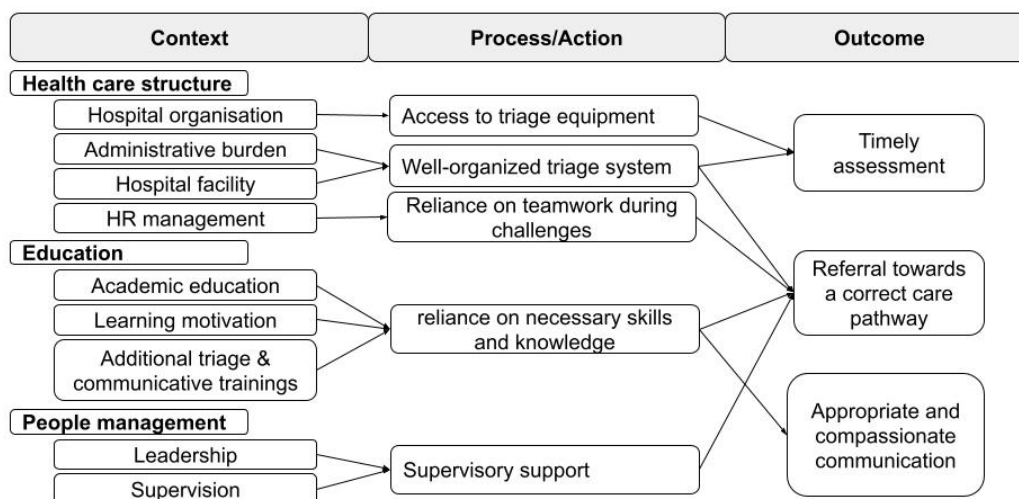 Context
Process/Action
Outcome
Health care structure
Hospital organisation
Administrative burden
Hospital facility
HR management
Education
Academic education
Learning motivation
Additional triage &
communicative trainings
People management
Leadership
Supervision
Access to triage equipment
Well-organized triage system
Reliance on teamwork during
challenges
reliance on necessary skills
and knowledge
Supervisory support
Timely
assessment
Referral towards
a correct care
pathway
Appropriate and
compassionate
communication